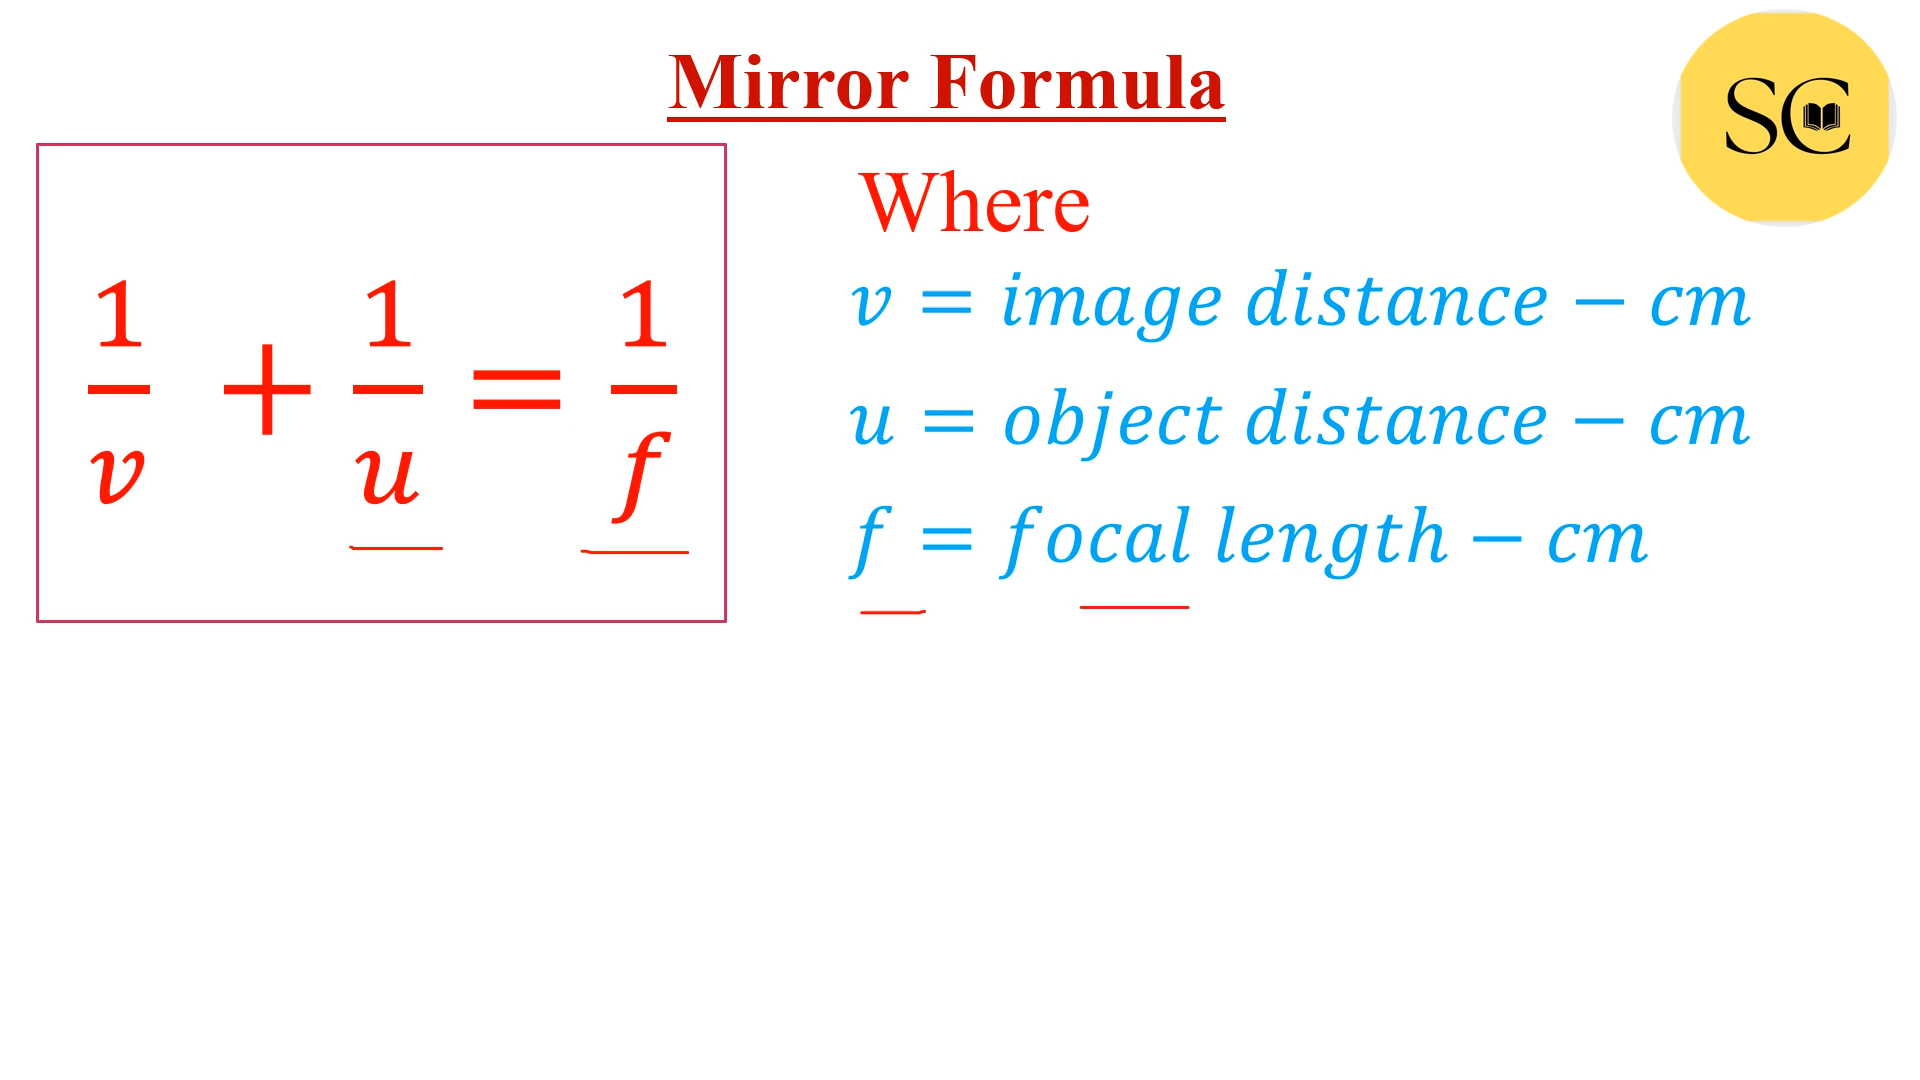 Mirror Formula
SC
Where
1/v + 1/u = 1/f
v = image distance − cm
u = object distance − cm
f = focal length − cm